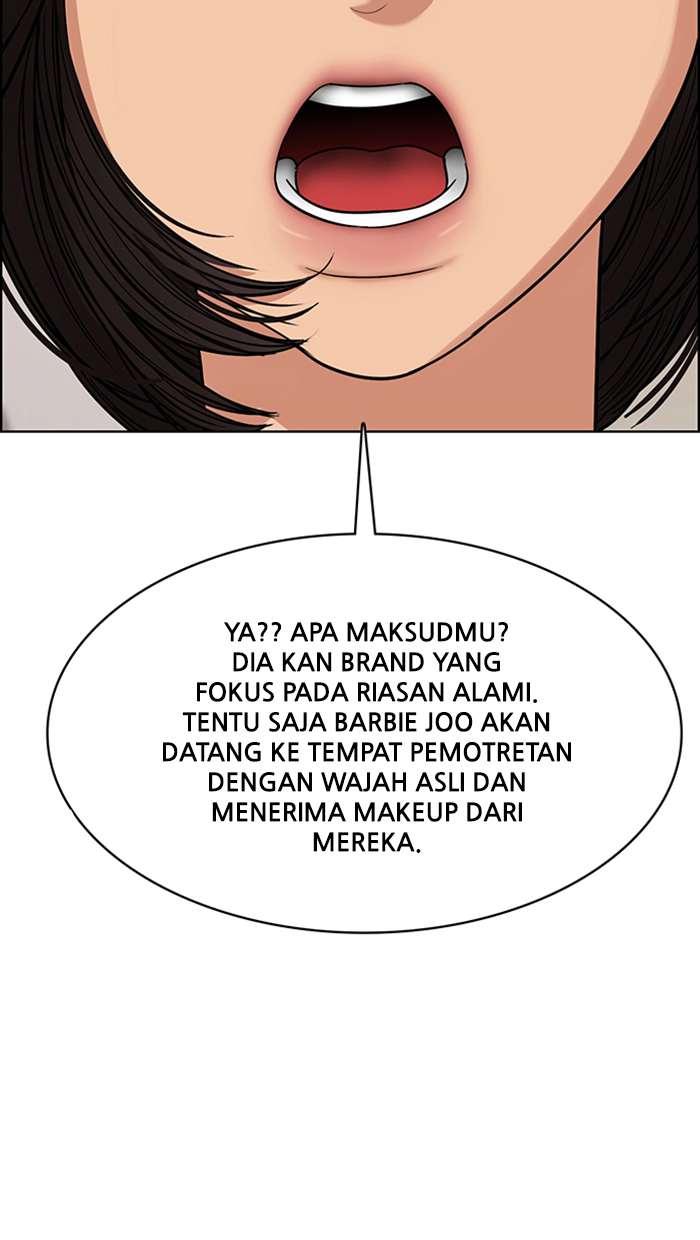 YA?? APA MAKSUDMU?
DIA KAN BRAND YANG
FOKUS PADA RIASAN ALAMI.
TENTU SAJA BARBIE JOO AKAN
DATANG KE TEMPAT PEMOTRETAN
DENGAN WAJAH ASLI DAN
MENERIMA MAKEUP DARI
MEREKA.